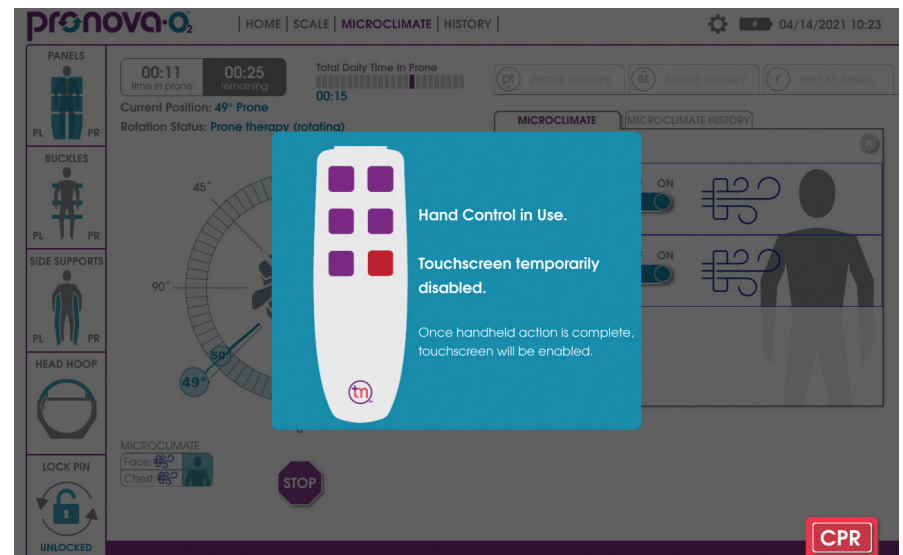 pronova·O₂
| HOME | SCALE | MICROCLIMATE | HISTORY |
04/14/2021 10:23
PANELS
PL PR
BUCKLES
PL PR
SIDE SUPPORTS
PL PR
HEAD HOOP
LOCK PIN
UNLOCKED
00:11
time in prone
00:25
remaining
Total Daily Time In Prone
00:15
Current Position: 49° Prone
Rotation Status: Prone therapy (rotating)
pt PRONE THERAPY
st SUPINE THERAPY
r REST AT ANGLE
MICROCLIMATE
MICROCLIMATE HISTORY
ON
ON
45°
90°
50°
49°
Hand Control in Use.
Touchscreen temporarily
disabled.
Once handheld action is complete,
touchscreen will be enabled.
MICROCLIMATE
Face:
Chest:
STOP
CPR